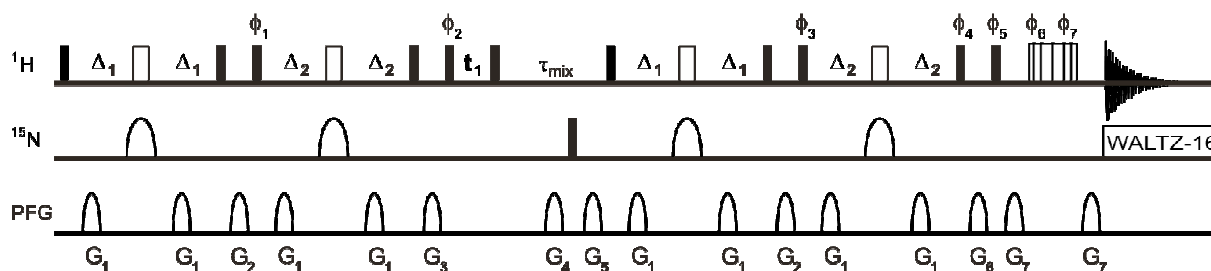 ϕ₁ ϕ₂ ϕ₃ ϕ₄ ϕ₅ ϕ₆ ϕ₇
¹H Δ₁ Δ₁ Δ₂ Δ₂ t₁ τmix Δ₁ Δ₁ Δ₂ Δ₂
¹⁵N WALTZ-16
PFG
G₁ G₁ G₂ G₁ G₁ G₃ G₄ G₅ G₁ G₁ G₂ G₁ G₁ G₆ G₇ G₇